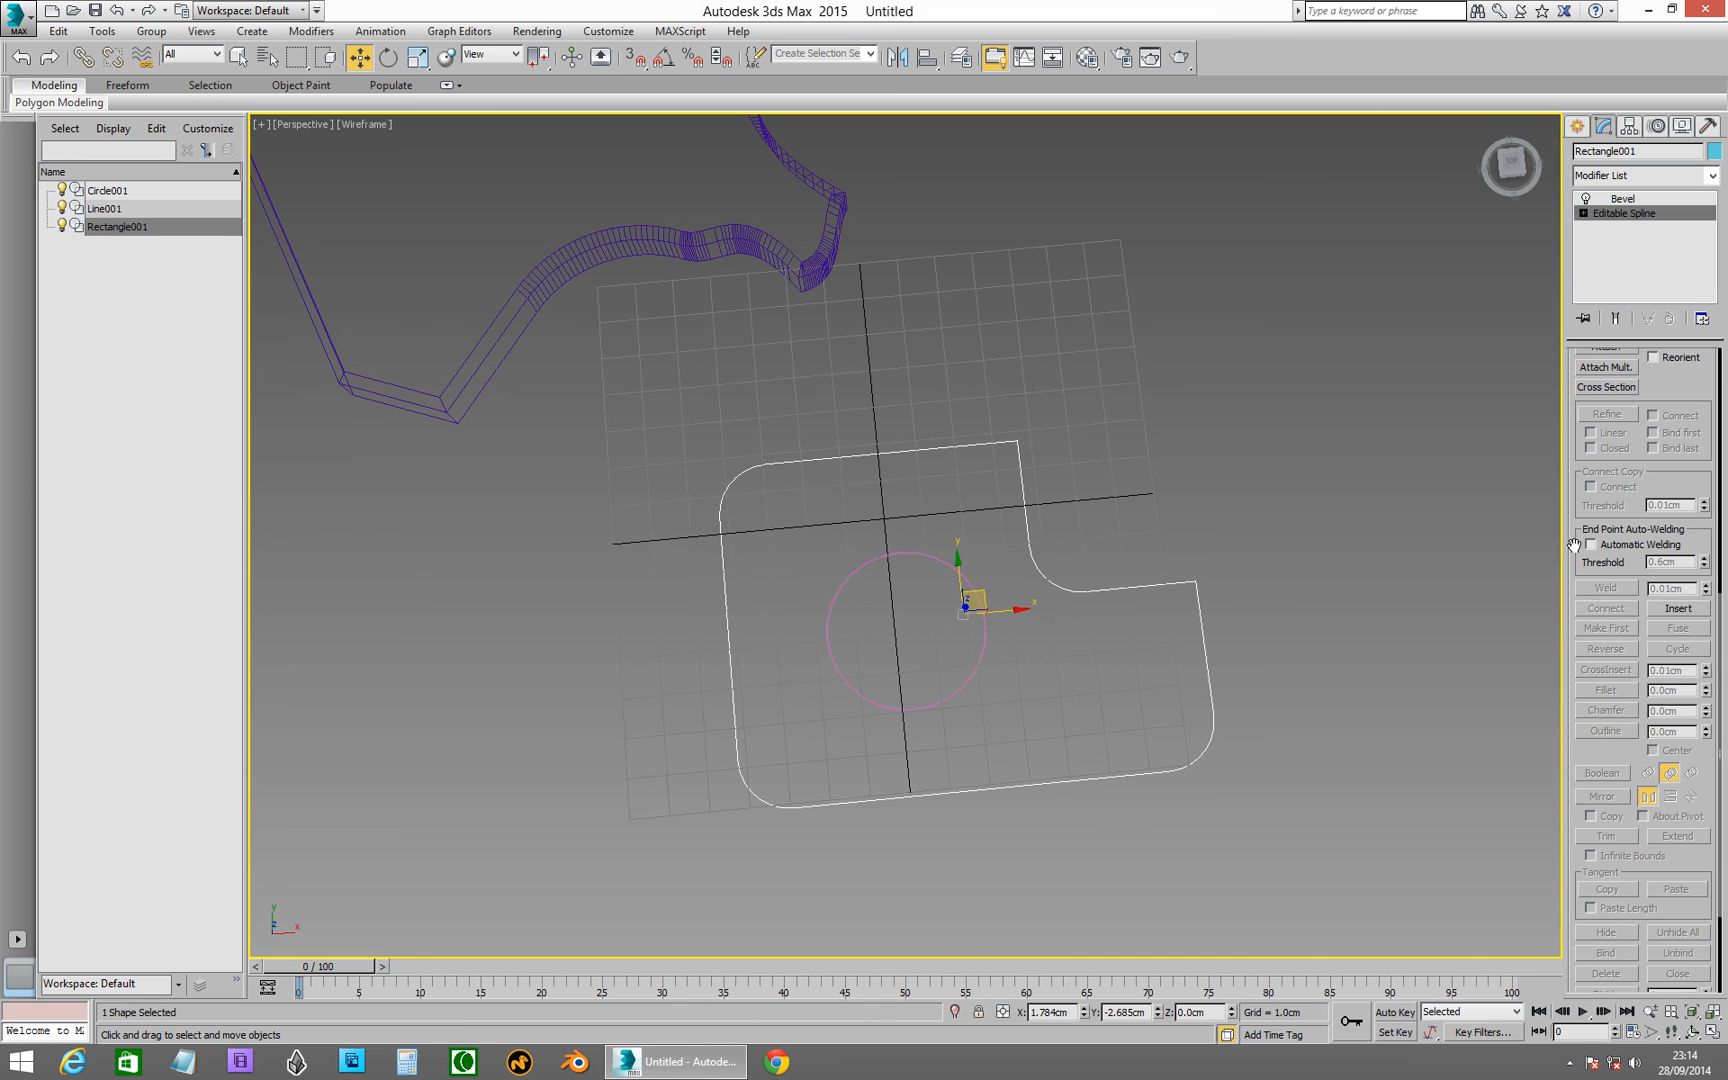 MAX
Workspace: Default
Autodesk 3ds Max 2015 Untitled
Type a keyword or phrase
Edit Tools Group Views Create Modifiers Animation Graph Editors Rendering Customize MAXScript Help
All View Create Selection Se
Modeling Freeform Selection Object Paint Populate
Polygon Modeling
Select Display Edit Customize
[+] [Perspective] [Wireframe]
Name
Circle001
Line001
Rectangle001
TOP
y
x
z
y
z
x
Rectangle001
Modifier List
Bevel
Editable Spline
Reorient
Attach Mult.
Cross Section
Refine Connect
Linear Bind first
Closed Bind last
Connect Copy
Connect
Threshold 0.01cm
End Point Auto-Welding
Automatic Welding
Threshold 0.6cm
Weld 0.01cm
Connect Insert
Make First Fuse
Reverse Cycle
CrossInsert 0.01cm
Fillet 0.0cm
Chamfer 0.0cm
Outline 0.0cm
Center
Boolean
Mirror
Copy About Pivot
Trim Extend
Infinite Bounds
Tangent
Copy Paste
Paste Length
Hide Unhide All
Bind Unbind
Delete Close
< 0 / 100 >
Workspace: Default
0 5 10 15 20 25 30 35 40 45 50 55 60 65 70 75 80 85 90 95 100
1 Shape Selected X: 1.784cm Y: -2.685cm Z: 0.0cm Grid = 1.0cm Auto Key Selected
Welcome to M Click and drag to select and move objects Add Time Tag Set Key Key Filters... 0
Untitled - Autode...
23:14
28/09/2014